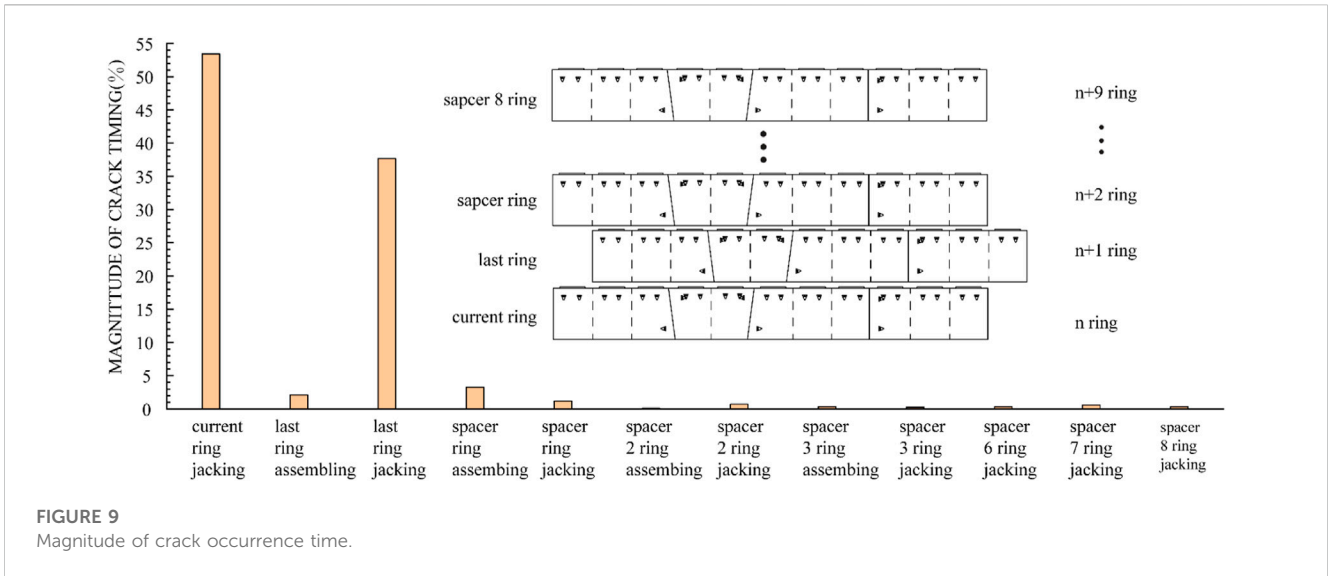 MAGNITUDE OF CRACK TIMING(%)
55
50
45
40
35
30
25
20
15
10
5
0
sapcer 8 ring
n+9 ring
sapcer ring
n+2 ring
last ring
n+1 ring
current ring
n ring
current
ring
jacking
last
ring
assembling
last
ring
jacking
spacer
ring
assembing
spacer
ring
jacking
spacer
2 ring
assembing
spacer
2 ring
jacking
spacer
3 ring
assembing
spacer
3 ring
jacking
spacer
6 ring
jacking
spacer
7 ring
jacking
spacer
8 ring
jacking
FIGURE 9
Magnitude of crack occurrence time.